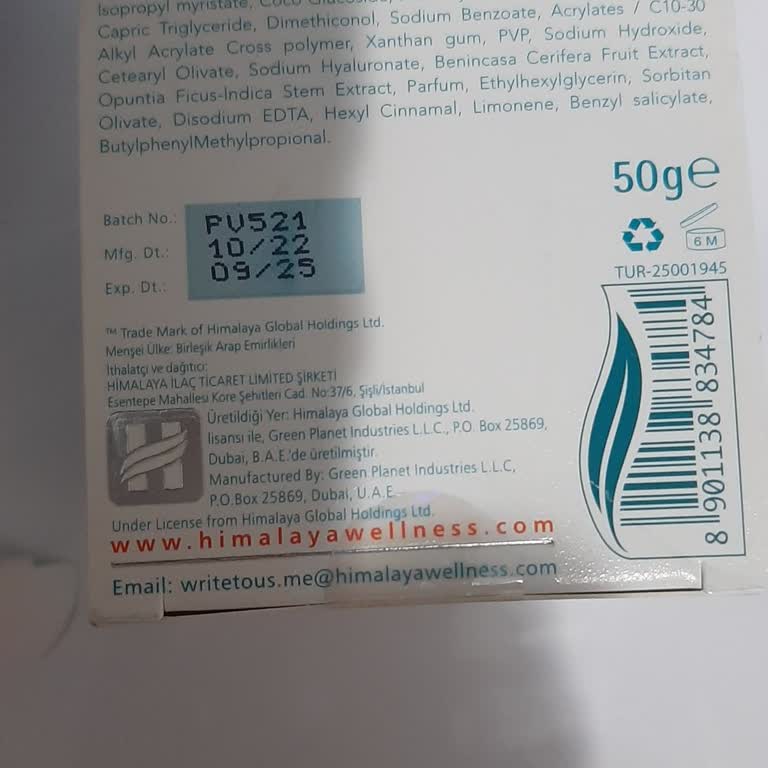 Isopropyl myristate, Coco
Capric Triglyceride, Dimethiconol, Sodium Benzoate, Acrylates / C10-30
Alkyl Acrylate Cross polymer, Xanthan gum, PVP, Sodium Hydroxide,
Cetearyl Olivate, Sodium Hyaluronate, Benincasa Cerifera Fruit Extract,
Opuntia Ficus-Indica Stem Extract, Parfum, Ethylhexylglycerin, Sorbitan
Olivate, Disodium EDTA, Hexyl Cinnamal, Limonene, Benzyl salicylate,
ButylphenylMethylpropional.
50g℮
Batch No.: PV521
Mfg. Dt.: 10/22
Exp. Dt.: 09/25
6 M
TUR-25001945
8 901138 834784
™ Trade Mark of Himalaya Global Holdings Ltd.
Menşei Ülke: Birleşik Arap Emirlikleri
İthalatçı ve dağıtıcı:
HİMALAYA İLAÇ TİCARET LIMITED ŞİRKETİ
Esentepe Mahallesi Kore Şehitleri Cad. No:37/6, Şişli/İstanbul
Üretildiği Yer: Himalaya Global Holdings Ltd.
lisansı ile, Green Planet Industries L.L.C., P.O. Box 25869,
Dubai, B.A.E.'de üretilmiştir.
Manufactured By: Green Planet Industries L.L.C,
P.O.Box 25869, Dubai, U.A.E.
Under License from Himalaya Global Holdings Ltd.
www.himalayawellness.com
Email: writetous.me@himalayawellness.com